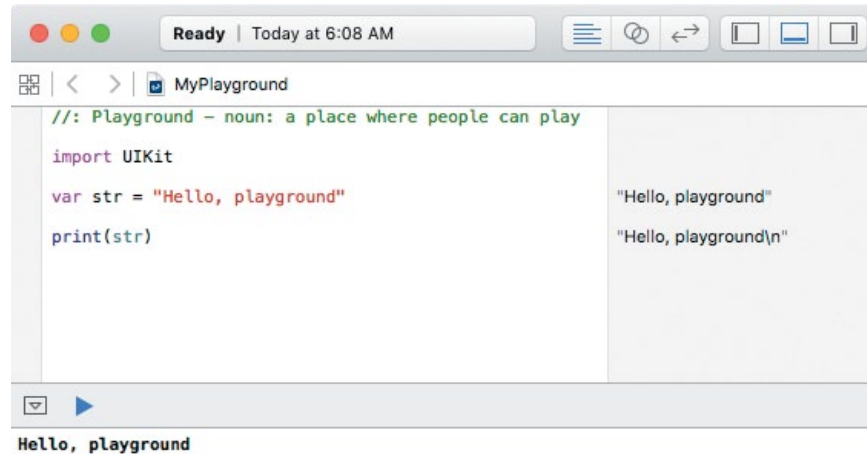 Ready | Today at 6:08 AM
MyPlayground
//: Playground – noun: a place where people can play
import UIKit
var str = "Hello, playground" "Hello, playground"
print(str) "Hello, playground\n"
Hello, playground